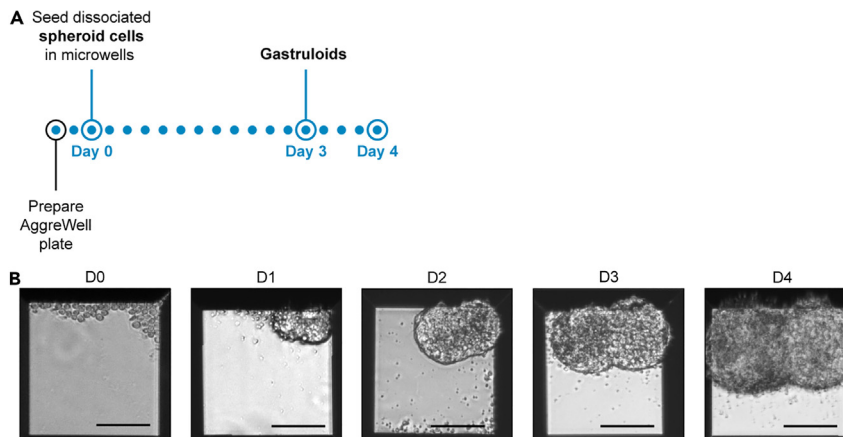 A
Seed dissociated
spheroid cells
in microwells
Gastruloids
Day 0
Day 3
Day 4
Prepare
AggreWell
plate
B
D0
D1
D2
D3
D4